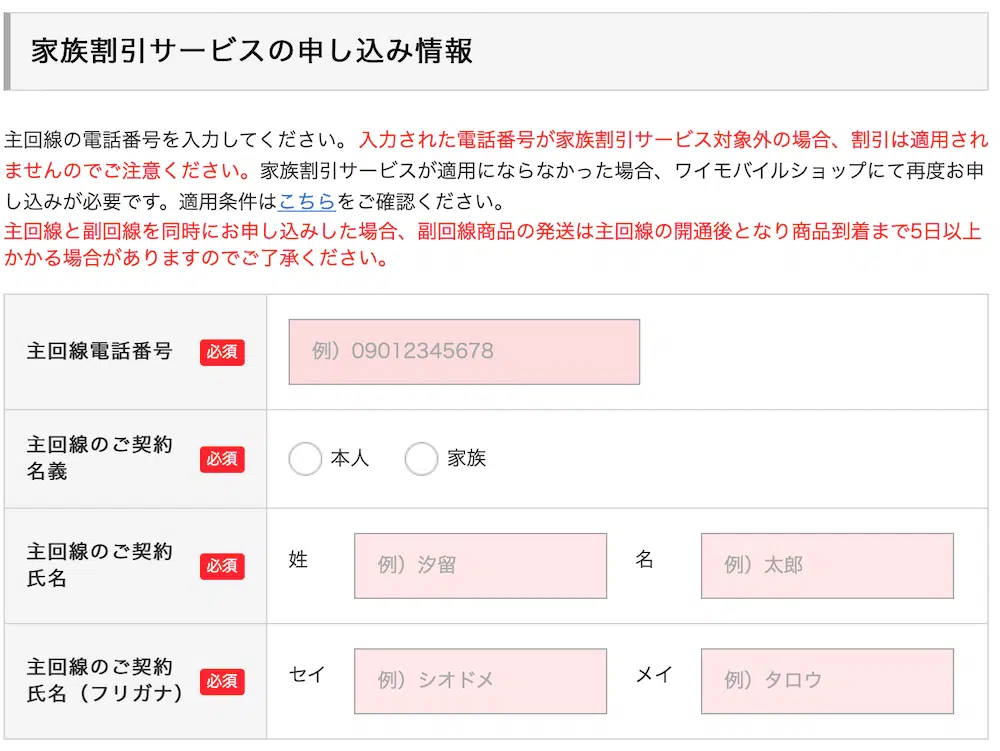 家族割引サービスの申し込み情報
主回線の電話番号を入力してください。入力された電話番号が家族割引サービス対象外の場合、割引は適用され
ませんのでご注意ください。家族割引サービスが適用にならなかった場合、ワイモバイルショップにて再度お申
し込みが必要です。適用条件はこちらをご確認ください。
主回線と副回線を同時にお申し込みした場合、副回線商品の発送は主回線の開通後となり商品到着まで5日以上
かかる場合がありますのでご了承ください。
主回線電話番号 必須 例）09012345678
主回線のご契約
名義 必須 本人 家族
主回線のご契約
氏名 必須 姓 例）汐留 名 例）太郎
主回線のご契約
氏名（フリガナ） 必須 セイ 例）シオドメ メイ 例）タロウ